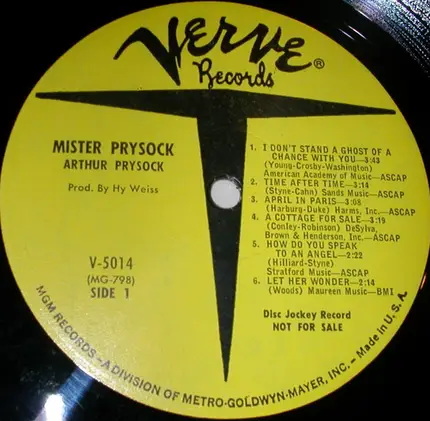 Verve
Records®
MISTER PRYSOCK
ARTHUR PRYSOCK
Prod. By Hy Weiss
V-5014
(MG-798)
SIDE 1
1. I DON'T STAND A GHOST OF A
CHANCE WITH YOU—3:43
(Young-Crosby-Washington)
American Academy of Music—ASCAP
2. TIME AFTER TIME—3:14
(Styne-Cahn) Sands Music—ASCAP
3. APRIL IN PARIS—3:08
(Harburg-Duke) Harms, Inc.—ASCAP
4. A COTTAGE FOR SALE—3:19
(Conley-Robinson) DeSylva,
Brown & Henderson, Inc.—ASCAP
5. HOW DO YOU SPEAK
TO AN ANGEL—2:22
(Hilliard-Styne)
Stratford Music—ASCAP
6. LET HER WONDER—2:14
(Woods) Maureen Music—BMI
Disc Jockey Record
NOT FOR SALE
MGM RECORDS—A DIVISION OF METRO-GOLDWYN-MAYER, INC.—Made in U.S.A.